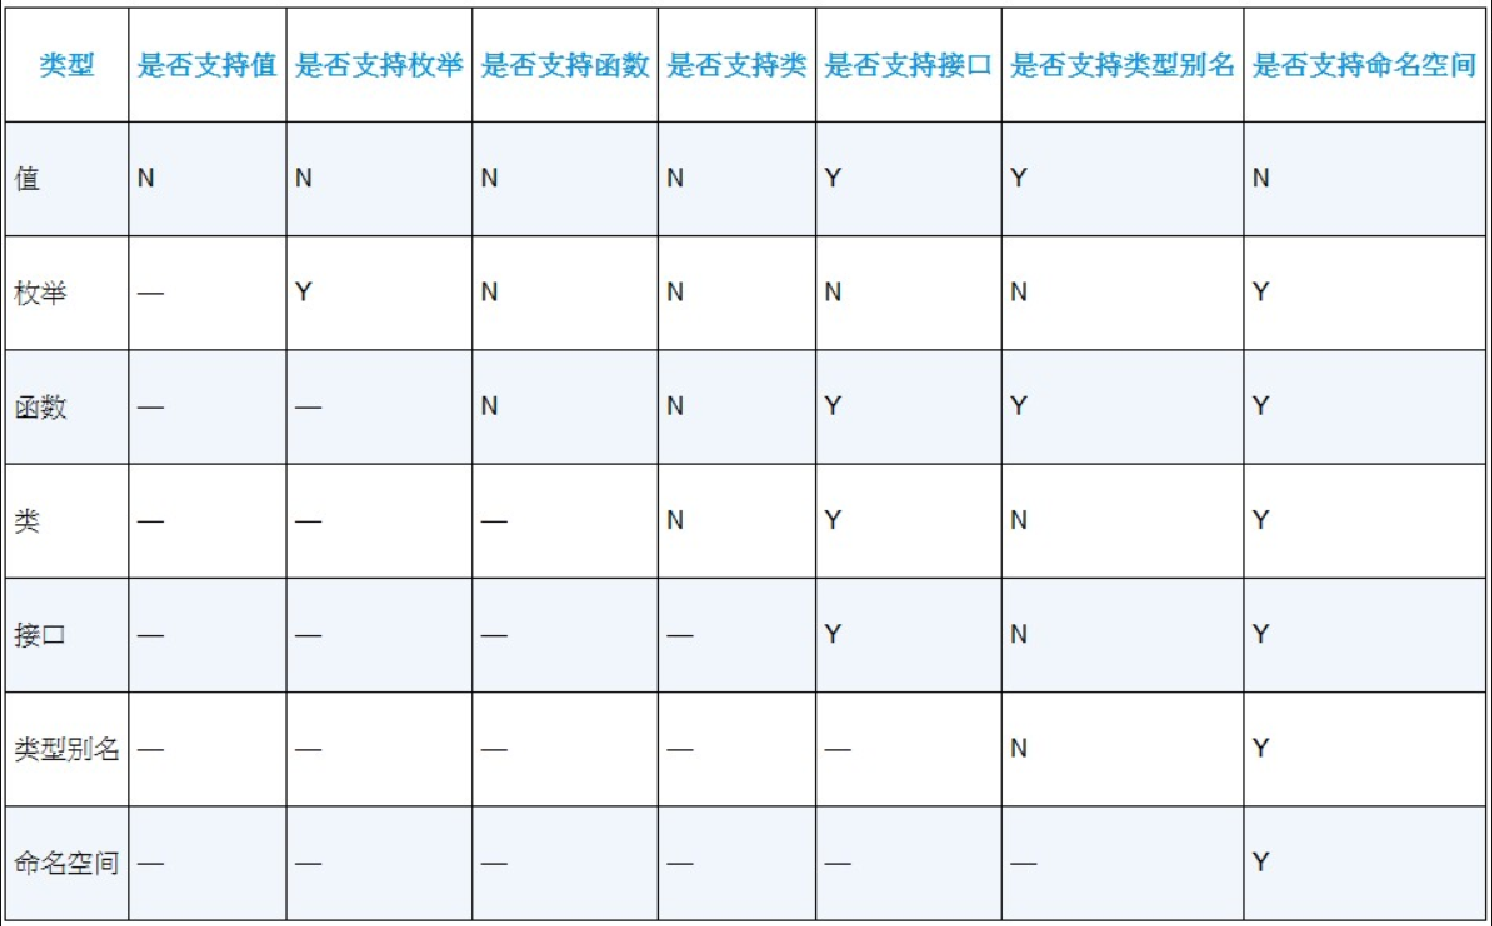 类型 是否支持值 是否支持枚举 是否支持函数 是否支持类 是否支持接口 是否支持类型别名 是否支持命名空间
值 N N N N Y Y N
枚举 — Y N N N N Y
函数 — — N N Y Y Y
类 — — — N Y N Y
接口 — — — — Y N Y
类型别名 — — — — — N Y
命名空间 — — — — — — Y